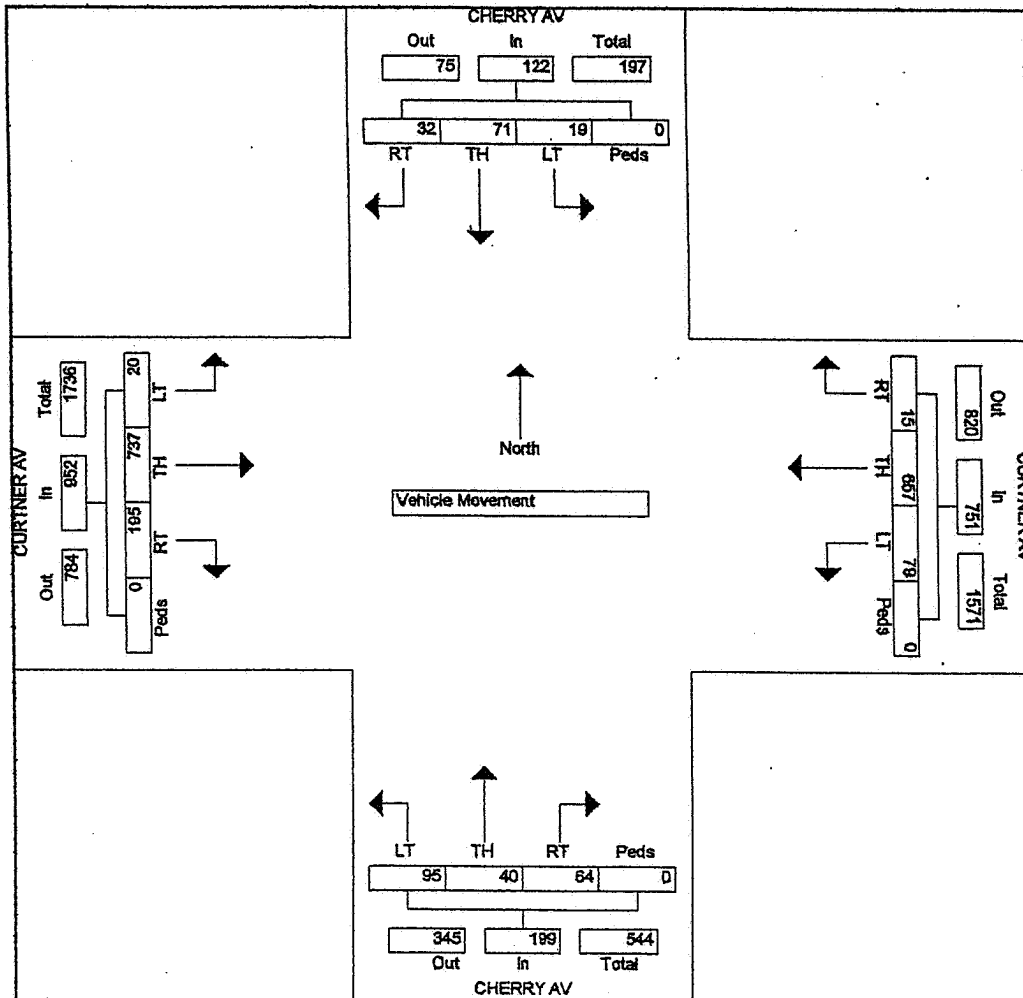 CHERRY AV
Out In Total
75 122 197
32 71 19 0
RT TH LT Peds
CURTNER AV
Total In Out
1736 952 784
20 737 195 0
LT TH RT Peds
North
Vehicle Movement
RT TH LT Peds
15 657 79 0
Out In Total
820 751 1571
CURTNER AV
LT TH RT Peds
95 40 64 0
345 199 544
Out In Total
CHERRY AV